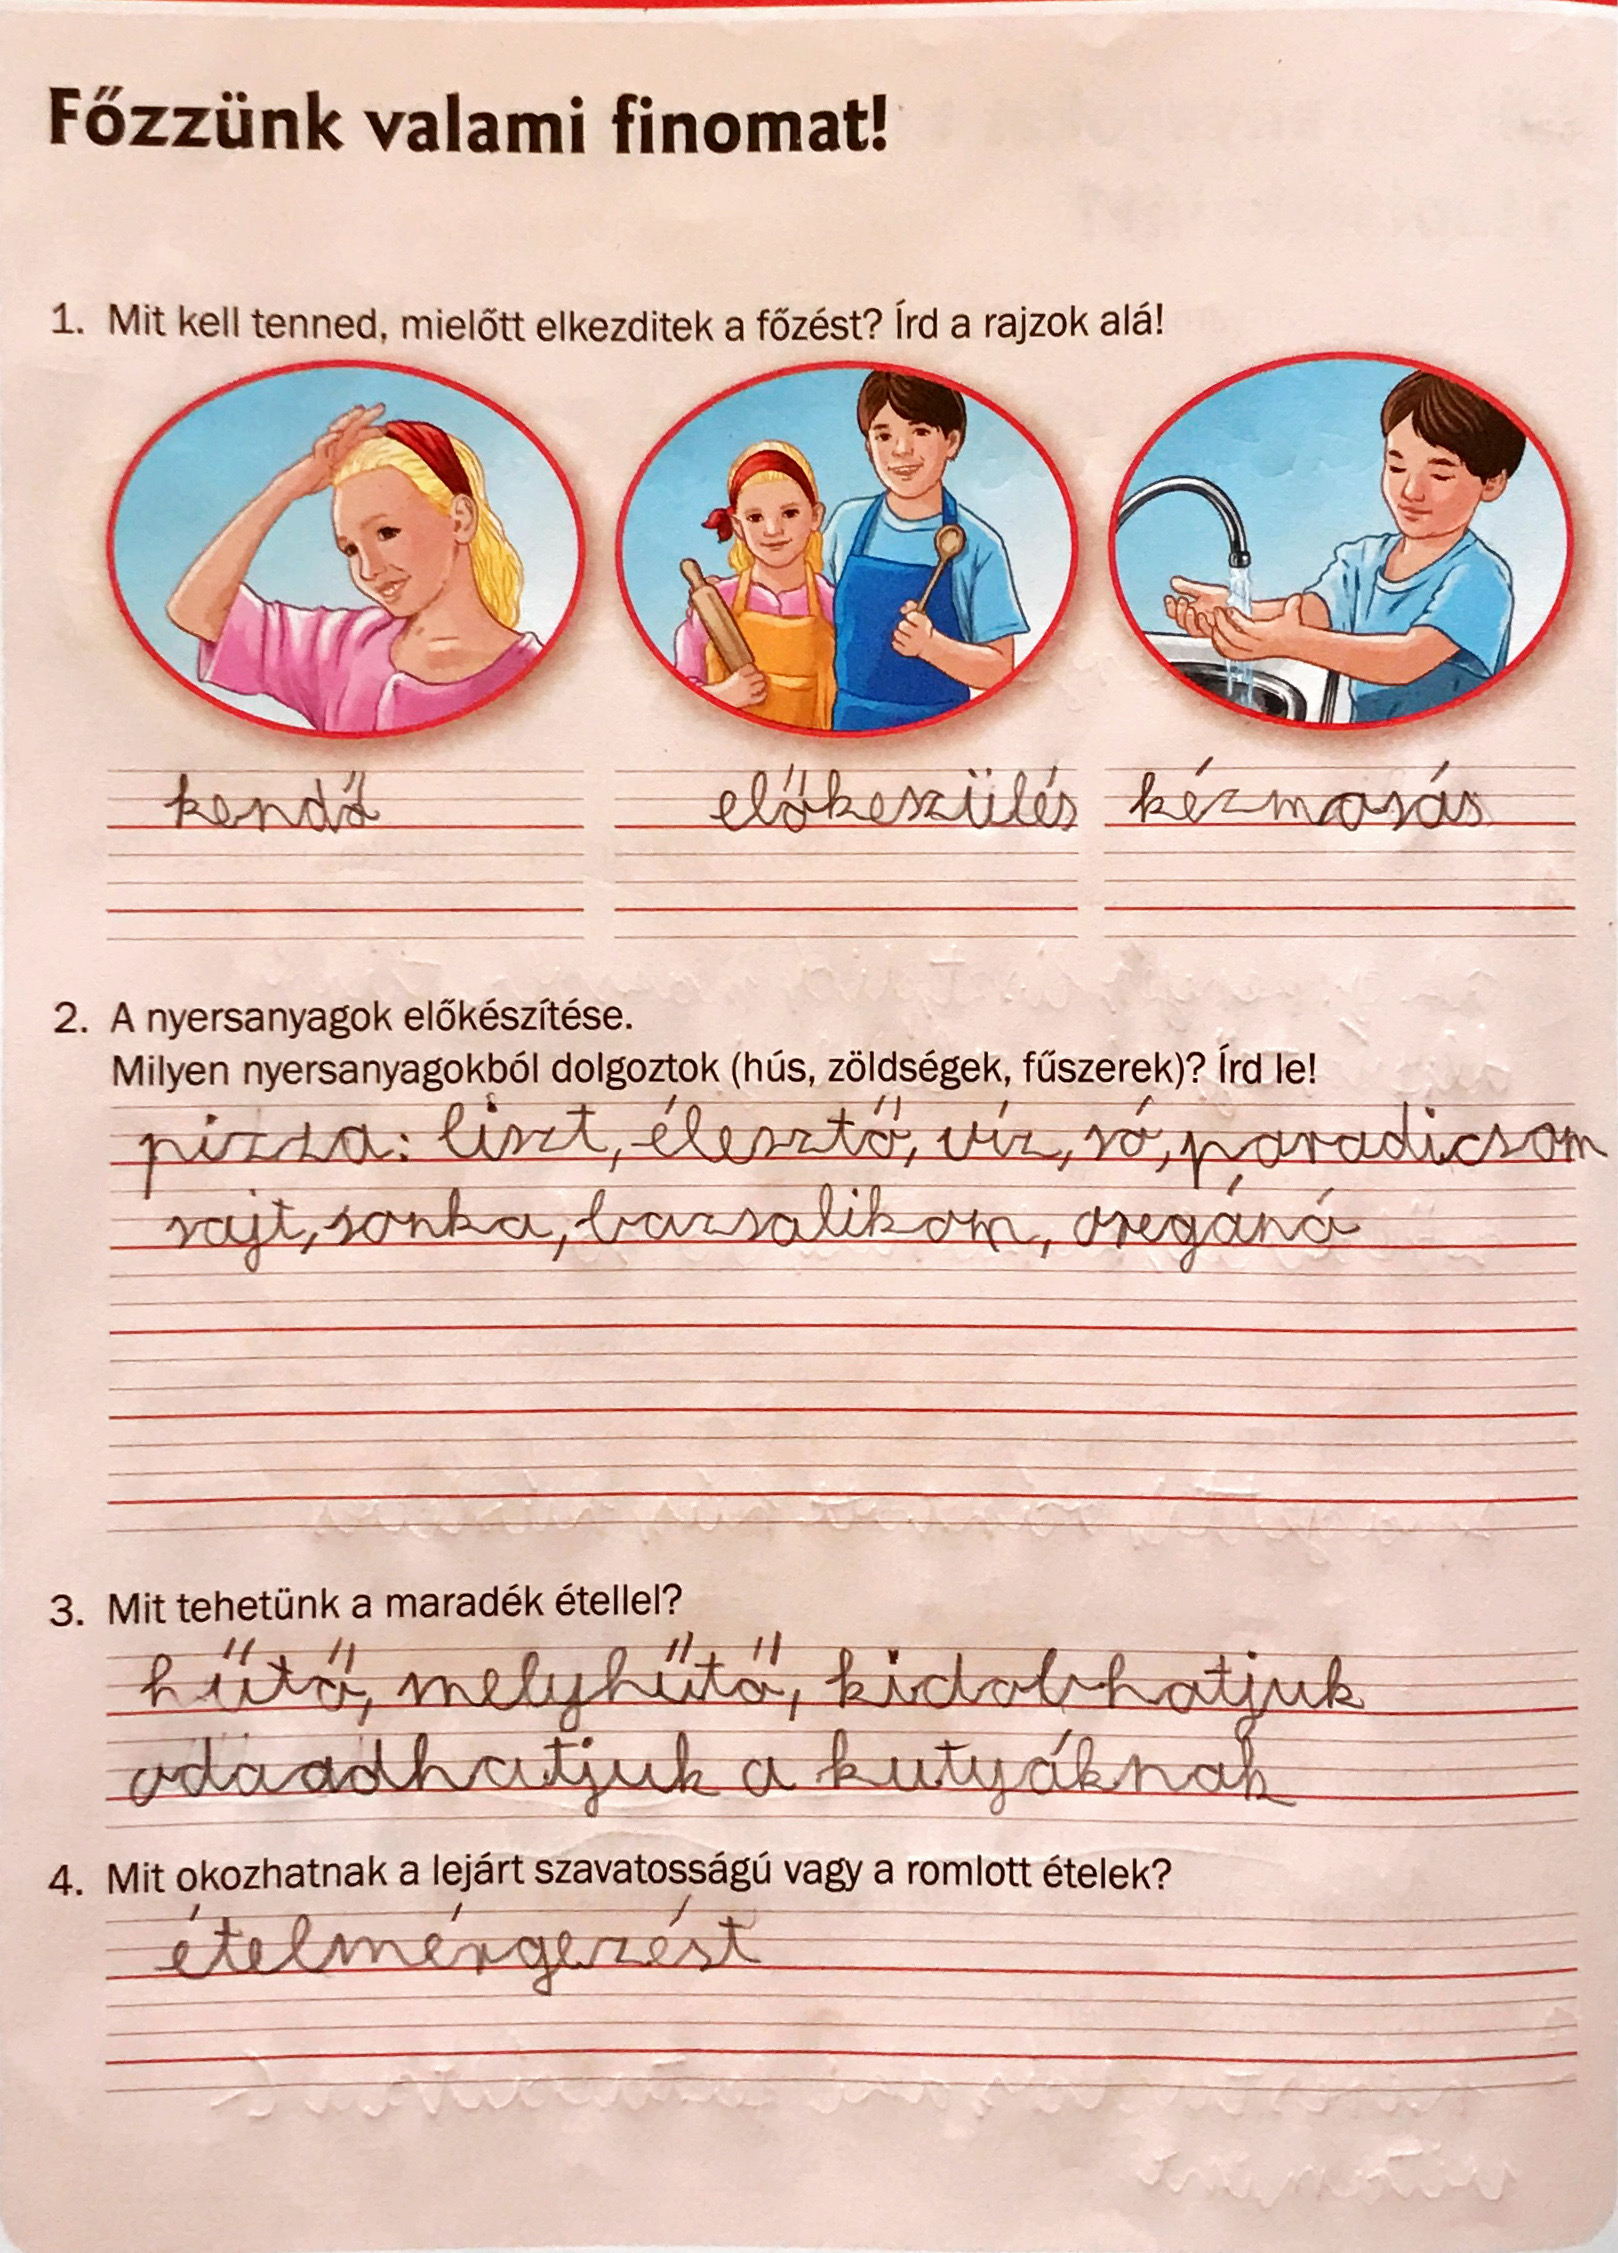 Főzzünk valami finomat!
1. Mit kell tenned, mielőtt elkezditek a főzést? Írd a rajzok alá!
kendő előkeszülés kézmosás
2. A nyersanyagok előkészítése.
Milyen nyersanyagokból dolgoztok (hús, zöldségek, fűszerek)? Írd le!
pizza: liszt, élesztő, víz, só, paradicsom
sajt, sonka, bazsalikom, oregánó
3. Mit tehetünk a maradék étellel?
hűtő, melyhűtő, kidobhatjuk
odaadhatjuk a kutyáknak
4. Mit okozhatnak a lejárt szavatosságú vagy a romlott ételek?
ételmérgezést